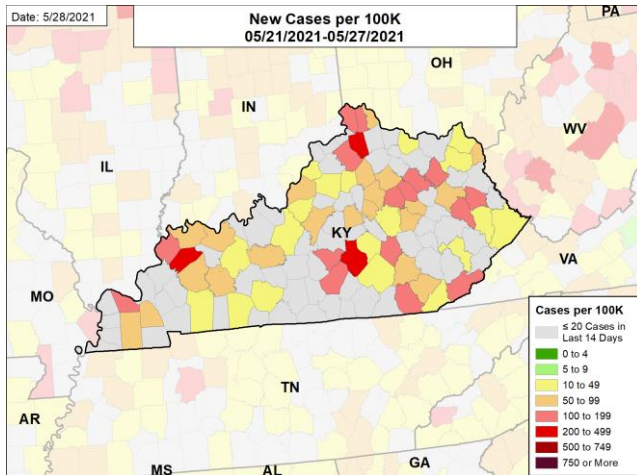 Date: 5/28/2021
New Cases per 100K
05/21/2021-05/27/2021
PA
OH
IN
WV
IL
KY
VA
MO
TN
AR
MS
AL
GA
Cases per 100K
≤ 20 Cases in
Last 14 Days
0 to 4
5 to 9
10 to 49
50 to 99
100 to 199
200 to 499
500 to 749
750 or More